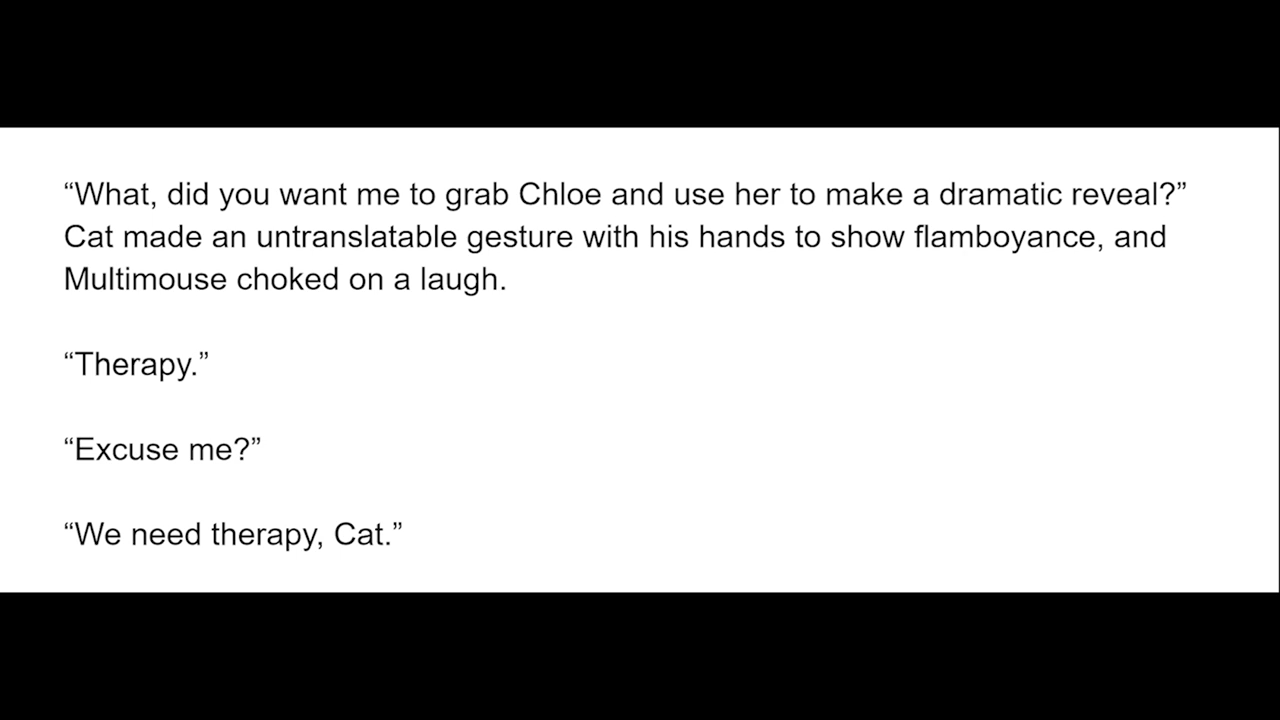 “What, did you want me to grab Chloe and use her to make a dramatic reveal?”
Cat made an untranslatable gesture with his hands to show flamboyance, and
Multimouse choked on a laugh.
“Therapy.”
“Excuse me?”
“We need therapy, Cat.”